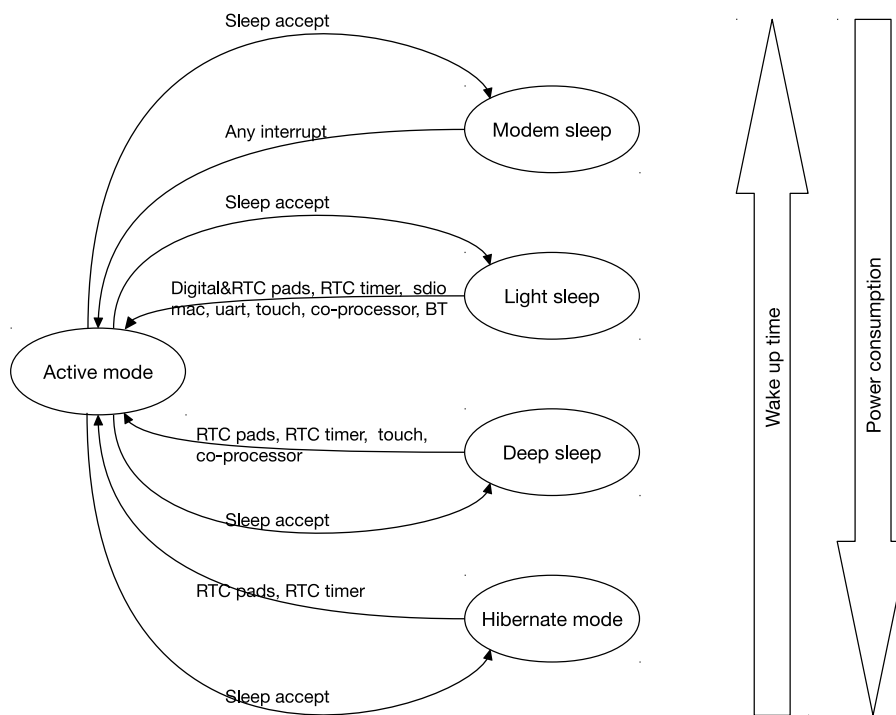 Sleep accept
Modem sleep
Any interrupt
Sleep accept
Digital&RTC pads, RTC timer, sdio
mac, uart, touch, co-processor, BT
Light sleep
Active mode
RTC pads, RTC timer, touch,
co-processor
Deep sleep
Sleep accept
RTC pads, RTC timer
Hibernate mode
Sleep accept
Wake up time
Power consumption